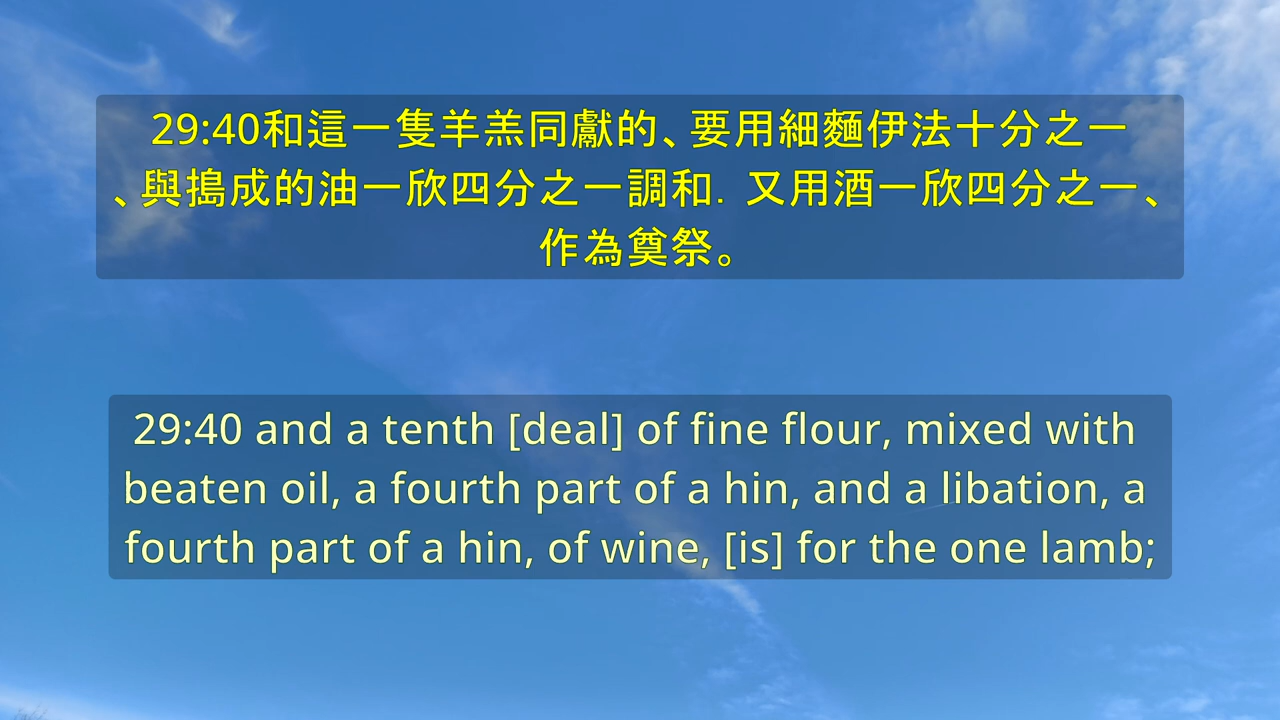 29:40和這一隻羊羔同獻的、要用細麵伊法十分之一
、與搗成的油一欣四分之一調和．又用酒一欣四分之一、
作為奠祭。
29:40 and a tenth [deal] of fine flour, mixed with
beaten oil, a fourth part of a hin, and a libation, a
fourth part of a hin, of wine, [is] for the one lamb;